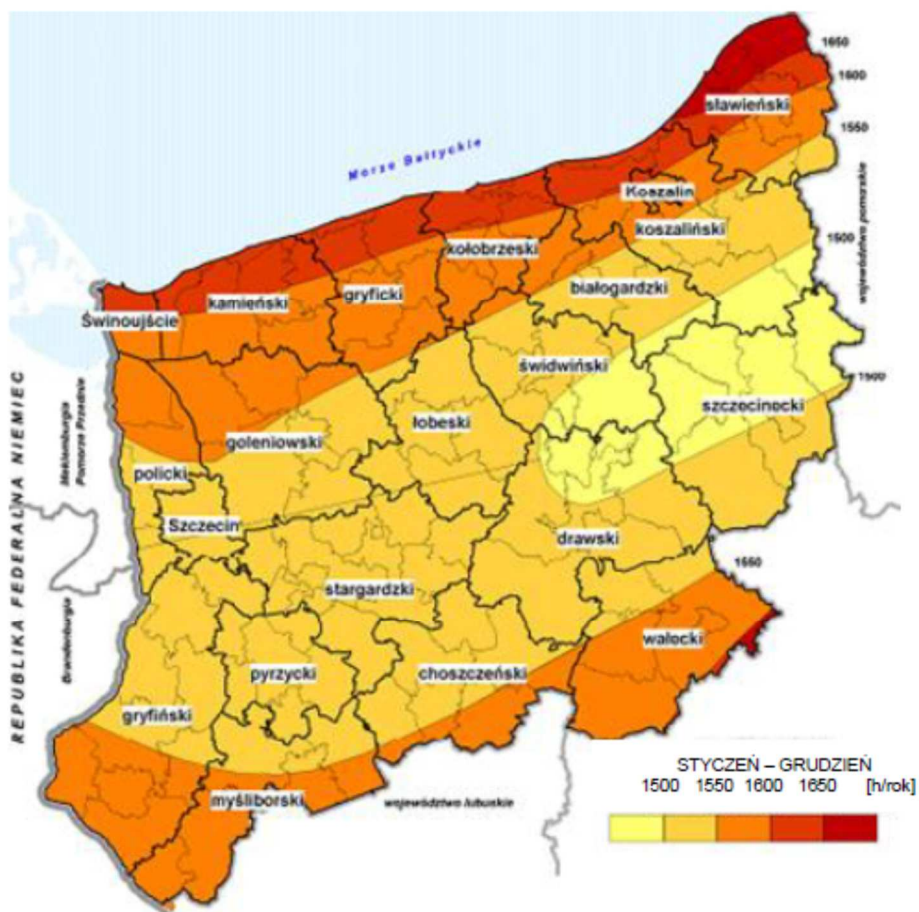 1650
1600
sławieński
1550
Morze Bałtyckie
województwo pomorskie
Koszalin
koszaliński
1500
kołobrzeski
białogardzki
gryficki
kamieński
Świnoujście
świdwiński
1500
szczecinecki
REPUBLIKA FEDERALNA NIEMIEC
Meklemburgia
Pomorze Przednie
łobeski
goleniowski
policki
Szczecin
drawski
1550
stargardzki
Brandenburgia
wałecki
pyrzycki
choszczeński
gryfiński
myśliborski
województwo lubuskie
STYCZEŃ – GRUDZIEŃ
1500 1550 1600 1650 [h/rok]